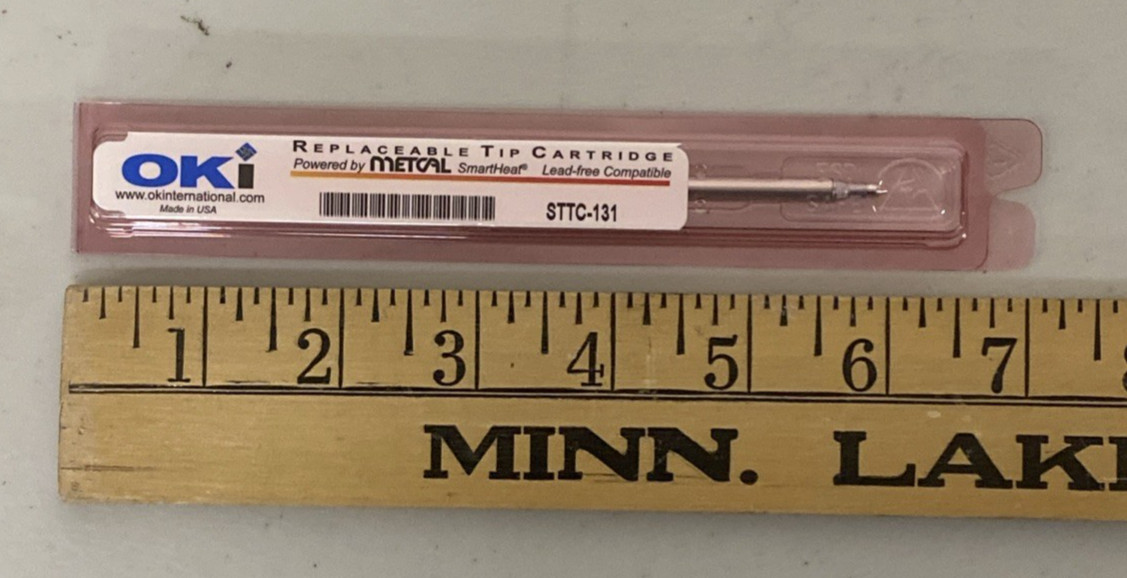 OKi
www.okinternational.com
Made in USA
REPLACEABLE TIP CARTRIDGE
Powered by METCAL SmartHeat® Lead-free Compatible
STTC-131
1 2 3 4 5 6 7
MINN. LAK